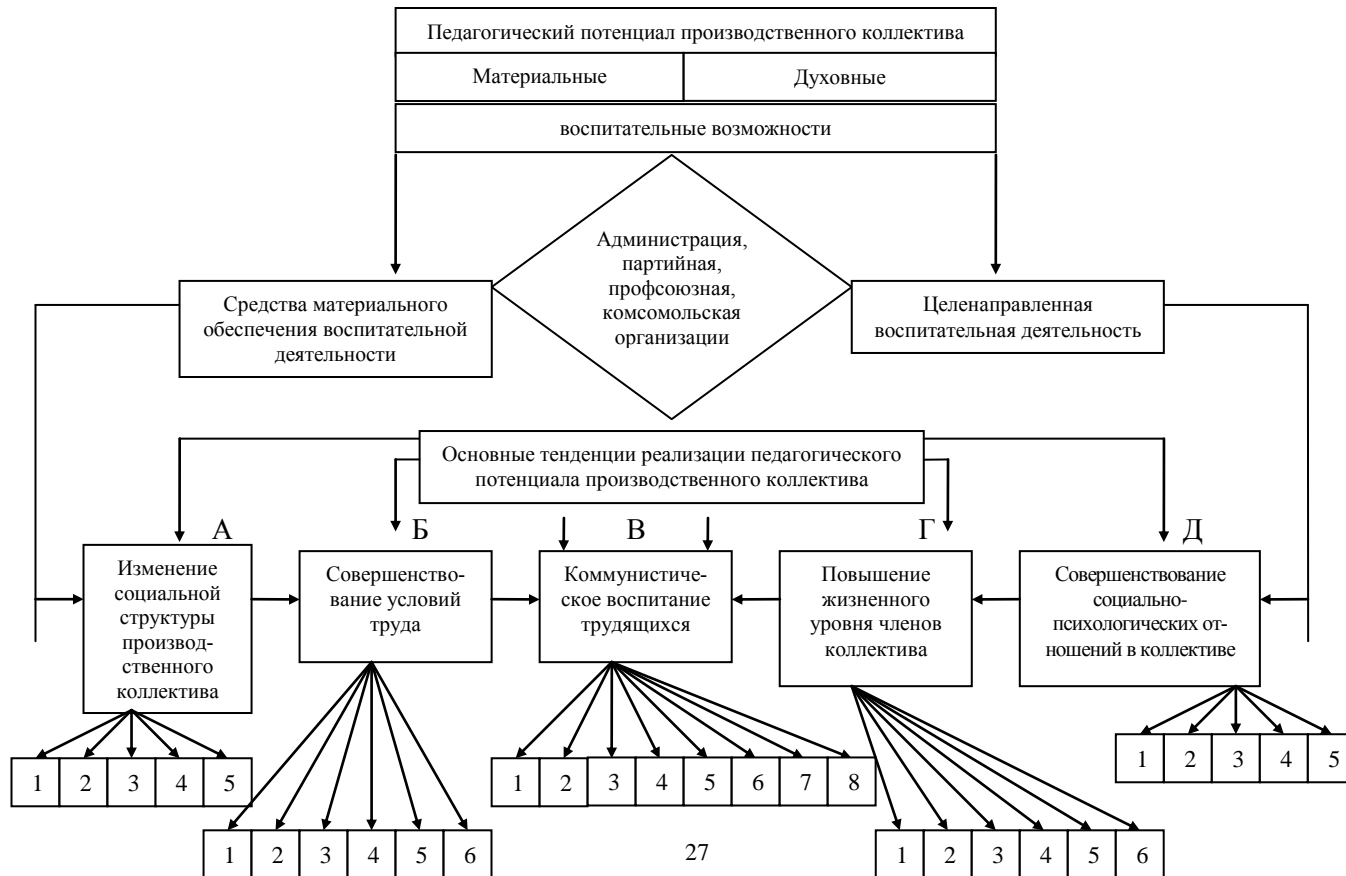 Педагогический потенциал производственного коллектива
Материальные
Духовные
воспитательные возможности
Администрация,
партийная,
профсоюзная,
комсомольская
организации
Средства материального
обеспечения воспитательной
деятельности
Целенаправленная
воспитательная деятельность
Основные тенденции реализации педагогического
потенциала производственного коллектива
А
Б
В
Г
Д
Изменение
социальной
структуры
производ-
ственного
коллектива
Совершенство-
вание условий
труда
Коммунистиче-
ское воспитание
трудящихся
Повышение
жизненного
уровня членов
коллектива
Совершенствование
социально-
психологических от-
ношений в коллективе
1 2 3 4 5
1 2 3 4 5 6
1 2 3 4 5 6 7 8
1 2 3 4 5 6
1 2 3 4 5
27